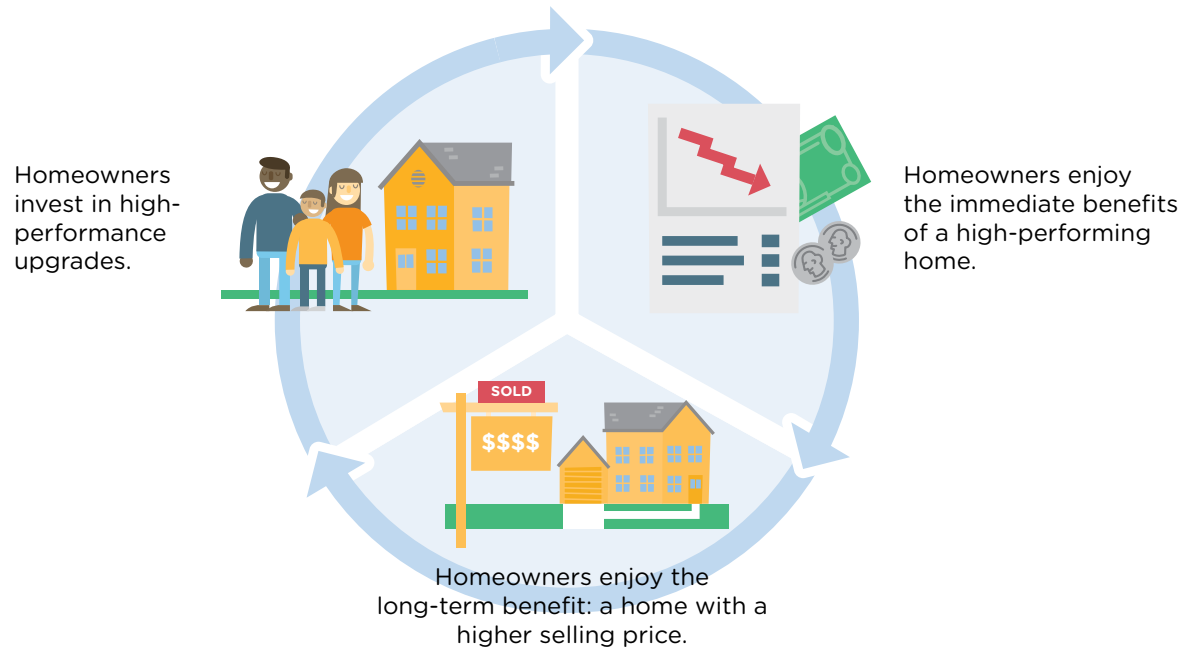 Homeowners
invest in high-
performance
upgrades.
Homeowners enjoy
the immediate benefits
of a high-performing
home.
SOLD
$$$$
Homeowners enjoy the
long-term benefit: a home with a
higher selling price.